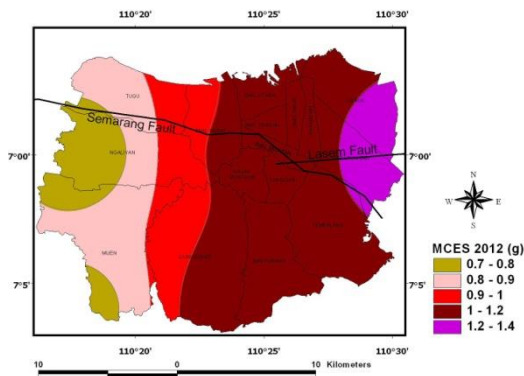 110°20' 110°25' 110°30'
TUGU
Semarang Fault
NGALIYAN
Lasem Fault
7°00' 7°00'
MIJEN
7°5' 7°5'
110°20' 110°25' 110°30'
10 0 10 Kilometers
N
W E
S
MCES 2012 (g)
0.7 - 0.8
0.8 - 0.9
0.9 - 1
1 - 1.2
1.2 - 1.4